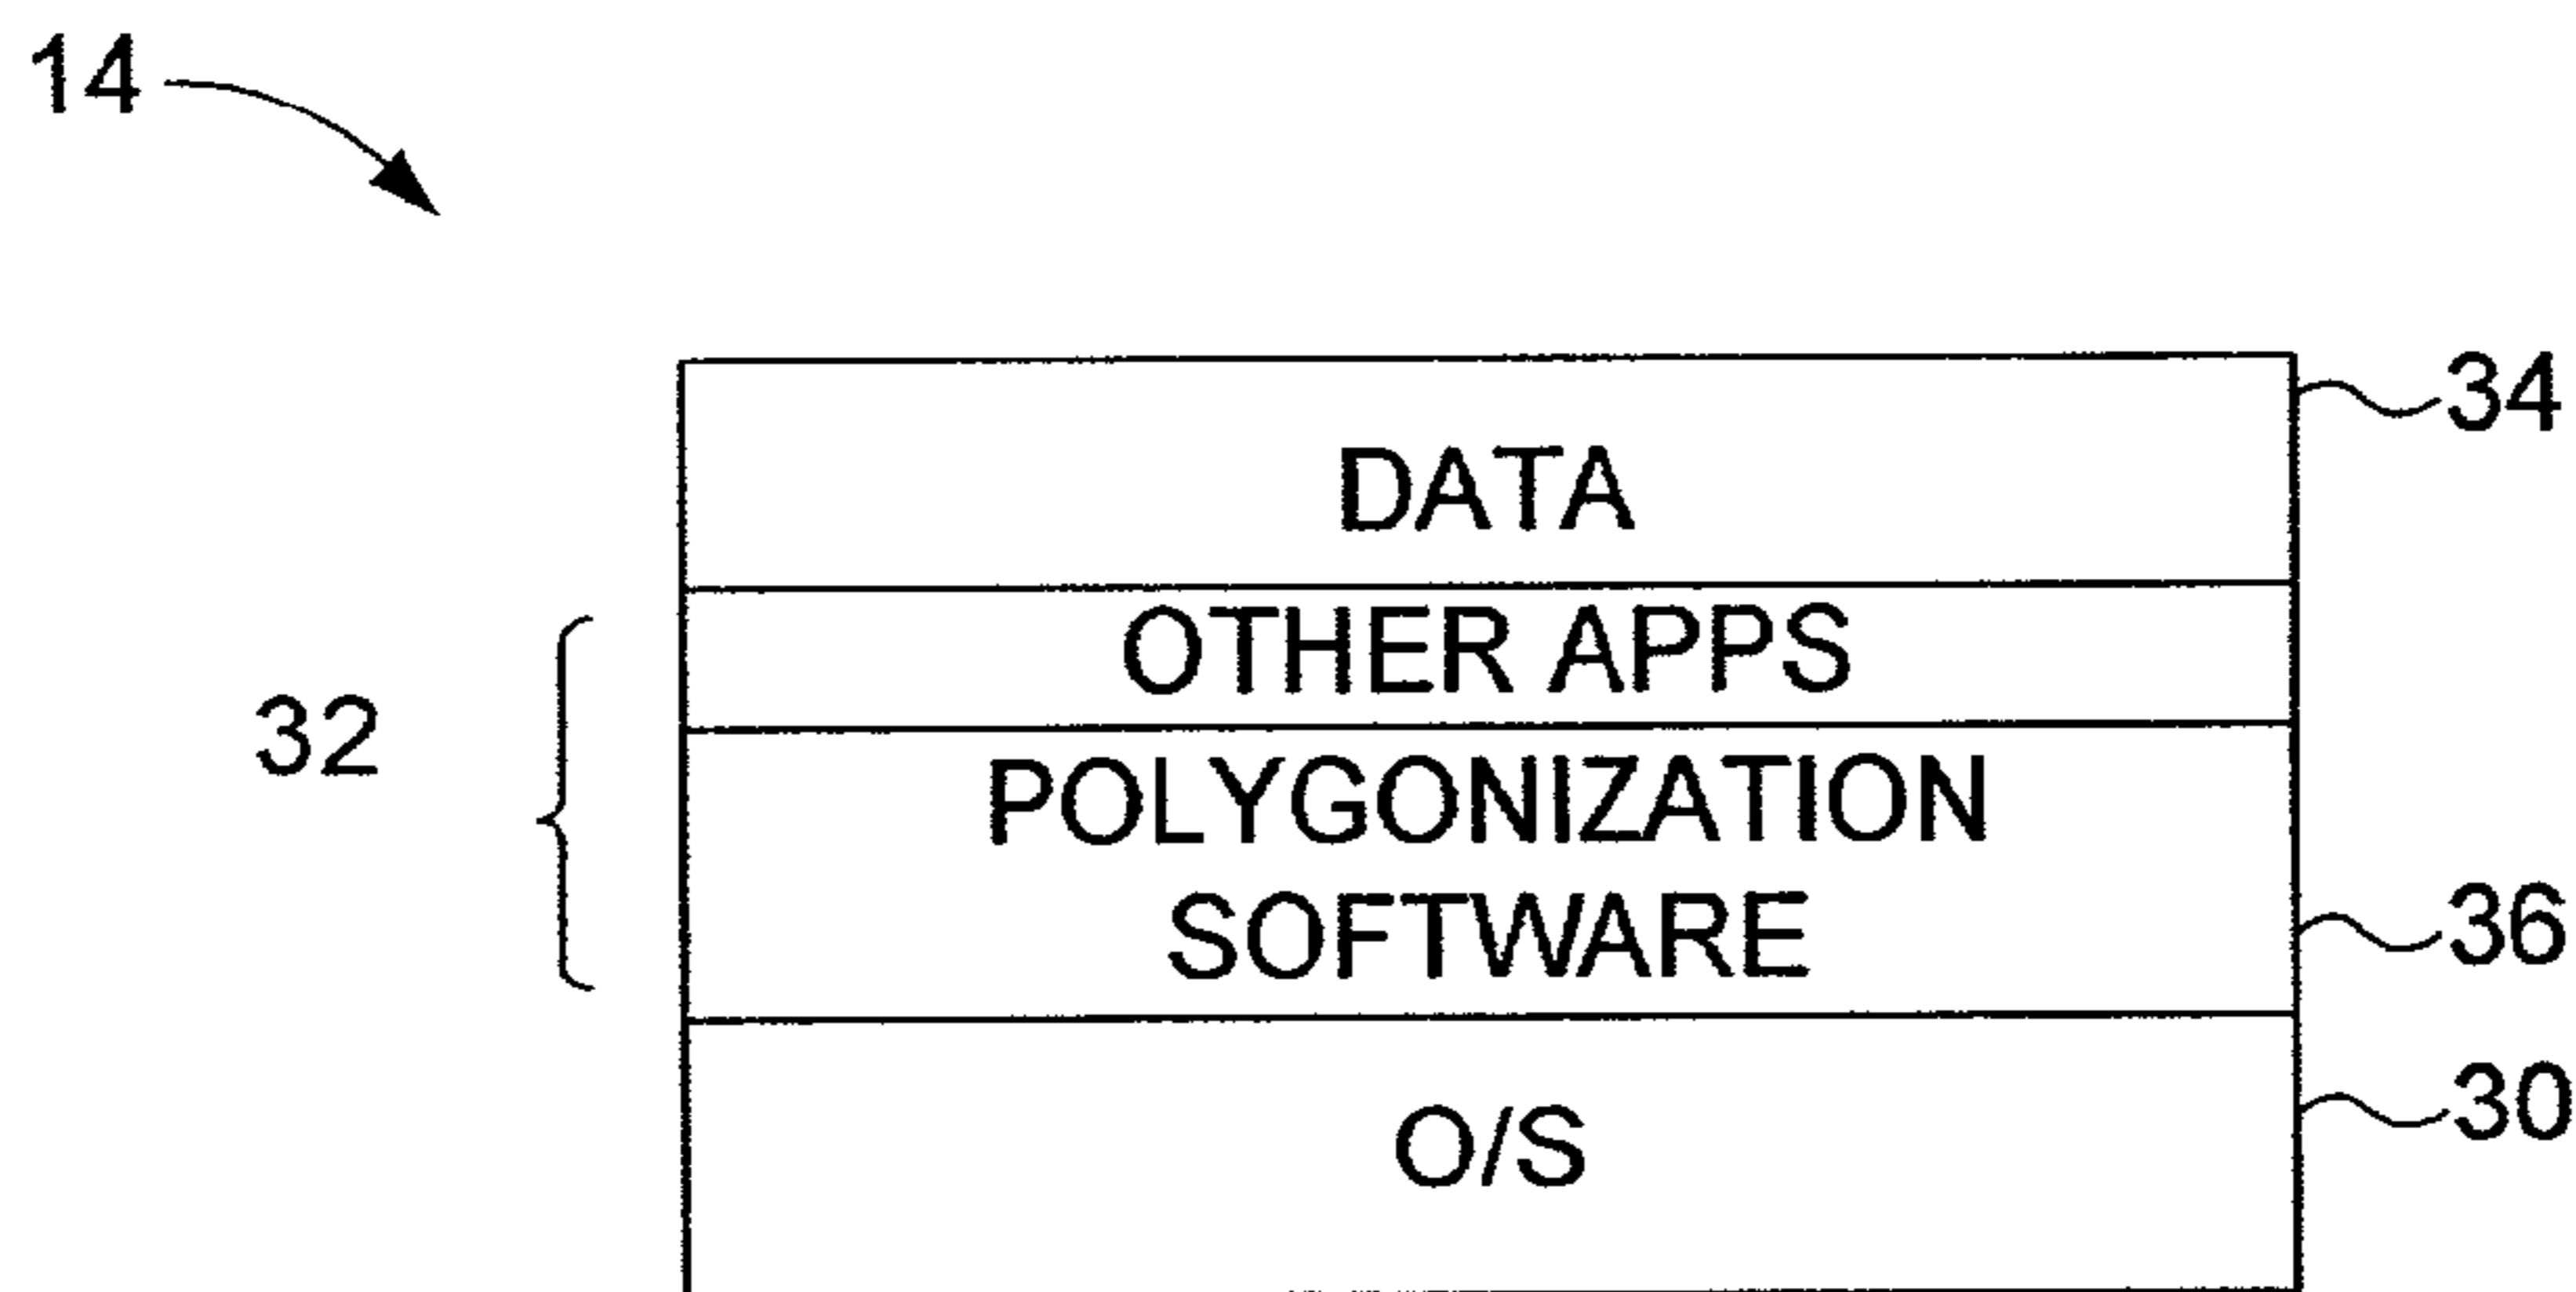 14
34
DATA
OTHER APPS
32
POLYGONIZATION
SOFTWARE
36
30
O/S